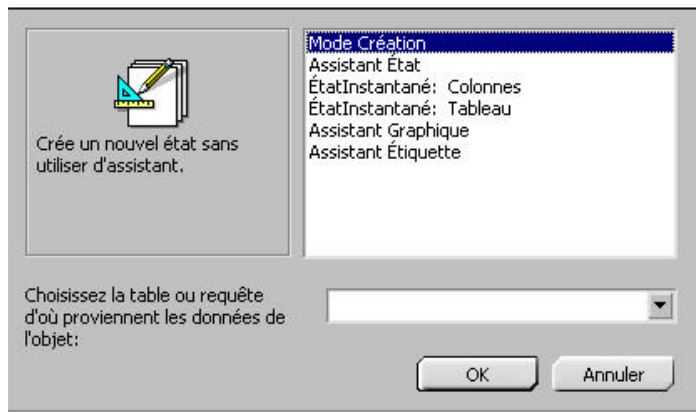 Crée un nouvel état sans
utiliser d'assistant.
Mode Création
Assistant État
ÉtatInstantané: Colonnes
ÉtatInstantané: Tableau
Assistant Graphique
Assistant Étiquette
Choisissez la table ou requête
d'où proviennent les données de
l'objet:
OK
Annuler